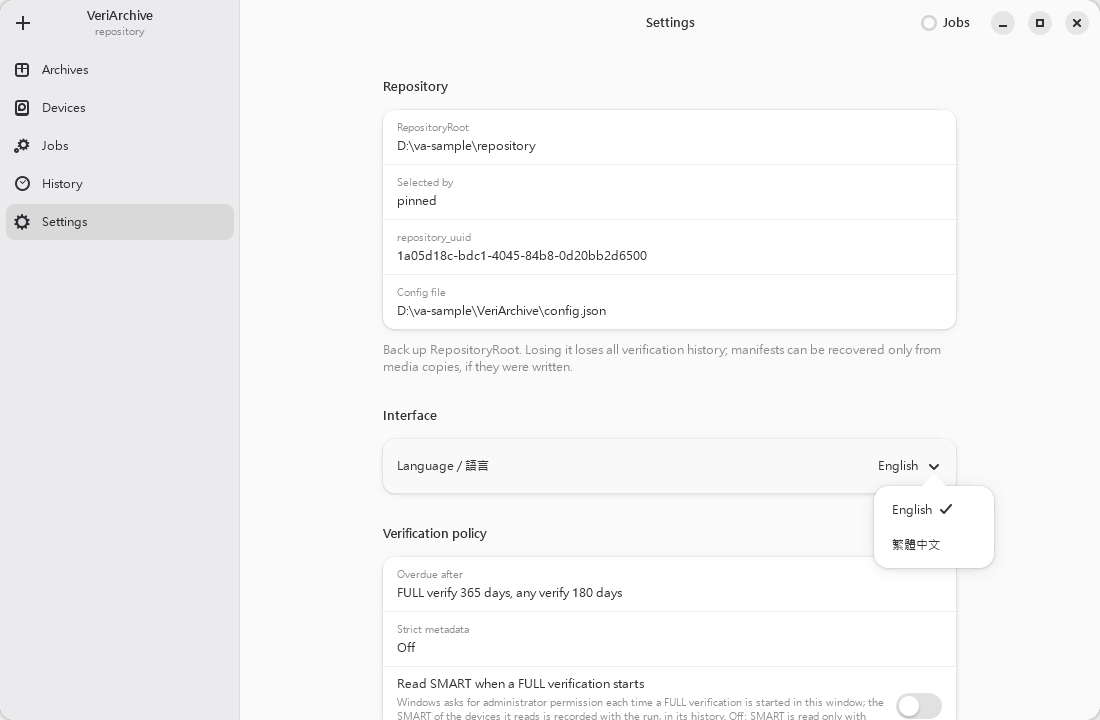 VeriArchive
repository
Archives
Devices
Jobs
History
Settings
Settings
Jobs
Repository
RepositoryRoot
D:\va-sample\repository
Selected by
pinned
repository_uuid
1a05d18c-bdc1-4045-84b8-0d20bb2d6500
Config file
D:\va-sample\VeriArchive\config.json
Back up RepositoryRoot. Losing it loses all verification history; manifests can be recovered only from
media copies, if they were written.
Interface
Language / 語言
English
English
繁體中文
Verification policy
Overdue after
FULL verify 365 days, any verify 180 days
Strict metadata
Off
Read SMART when a FULL verification starts
Windows asks for administrator permission each time a FULL verification is started in this window; the
SMART of the devices it reads is recorded with the run, in its history. Off: SMART is read only with